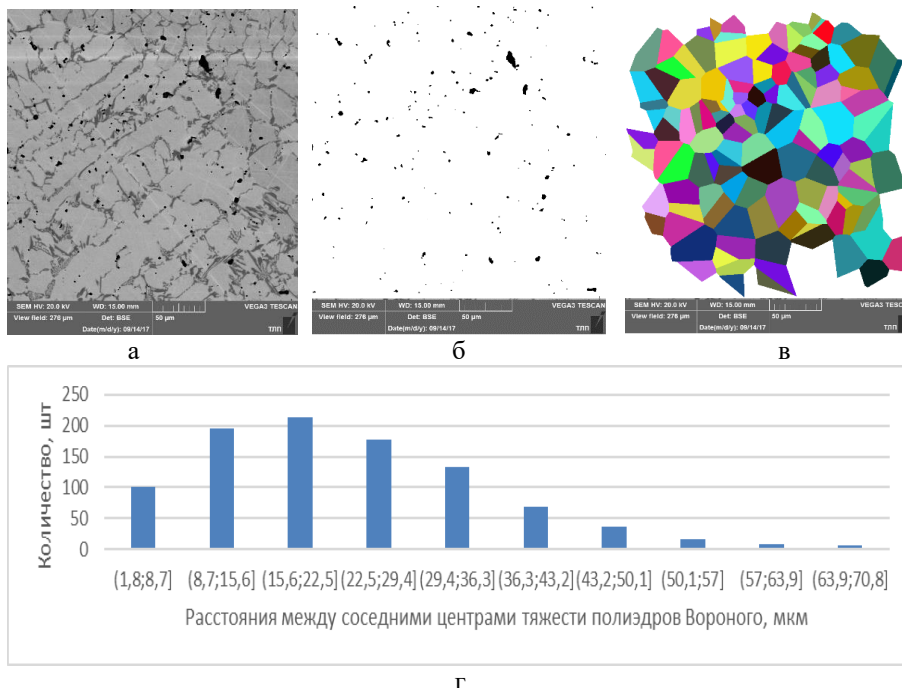 SEM HV: 20.0 kV WD: 15.00 mm VEGA3 TESCAN
View field: 276 µm Det: BSE 50 µm
Date(m/d/y): 09/14/17 ТЛП
SEM HV: 20.0 kV WD: 15.00 mm VEGA3 TESCAN
View field: 276 µm Det: BSE 50 µm
Date(m/d/y): 09/14/17 ТЛП
SEM HV: 20.0 kV WD: 15.00 mm VEGA3 TESCAN
View field: 276 µm Det: BSE 50 µm
Date(m/d/y): 09/14/17 ТЛП
а б в
Количество, шт
250
200
150
100
50
0
(1,8;8,7] (8,7;15,6] (15,6;22,5] (22,5;29,4] (29,4;36,3] (36,3;43,2] (43,2;50,1] (50,1;57] (57;63,9] (63,9;70,8]
Расстояния между соседними центрами тяжести полиэдров Вороного, мкм
г